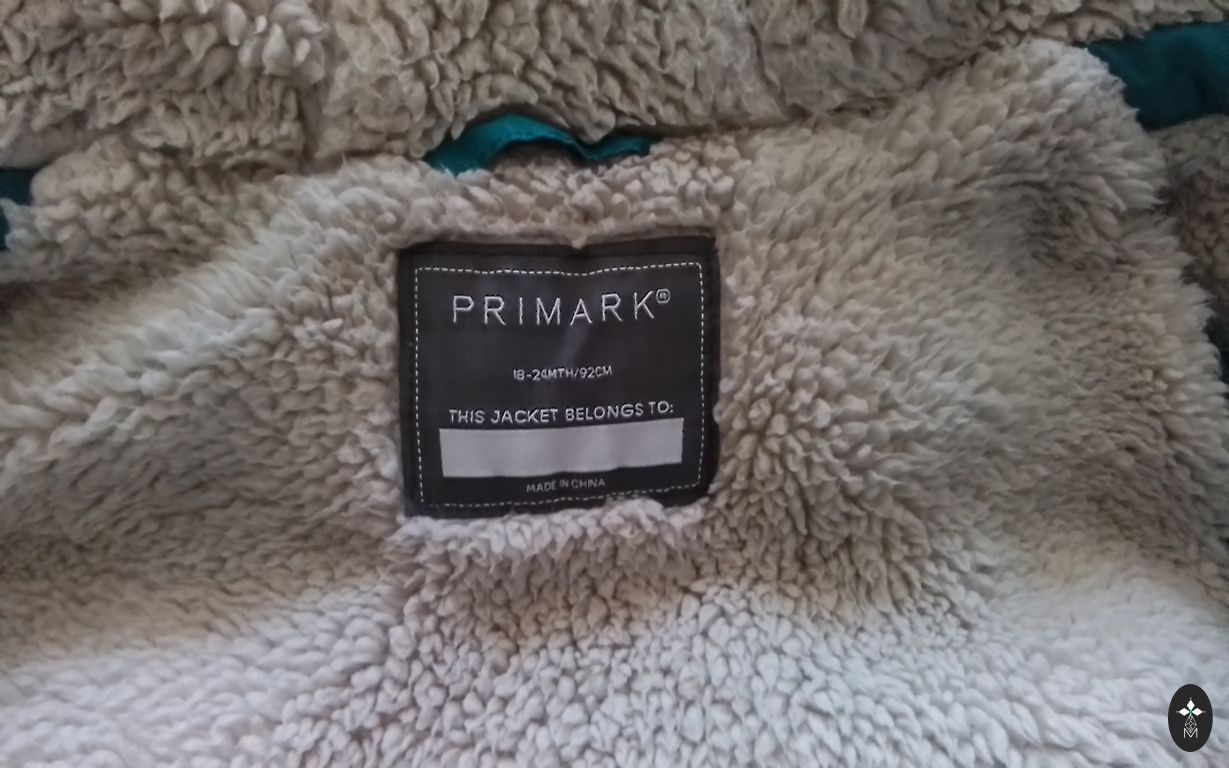 PRIMARK®
18-24MTH/92CM
THIS JACKET BELONGS TO:
MADE IN CHINA
M